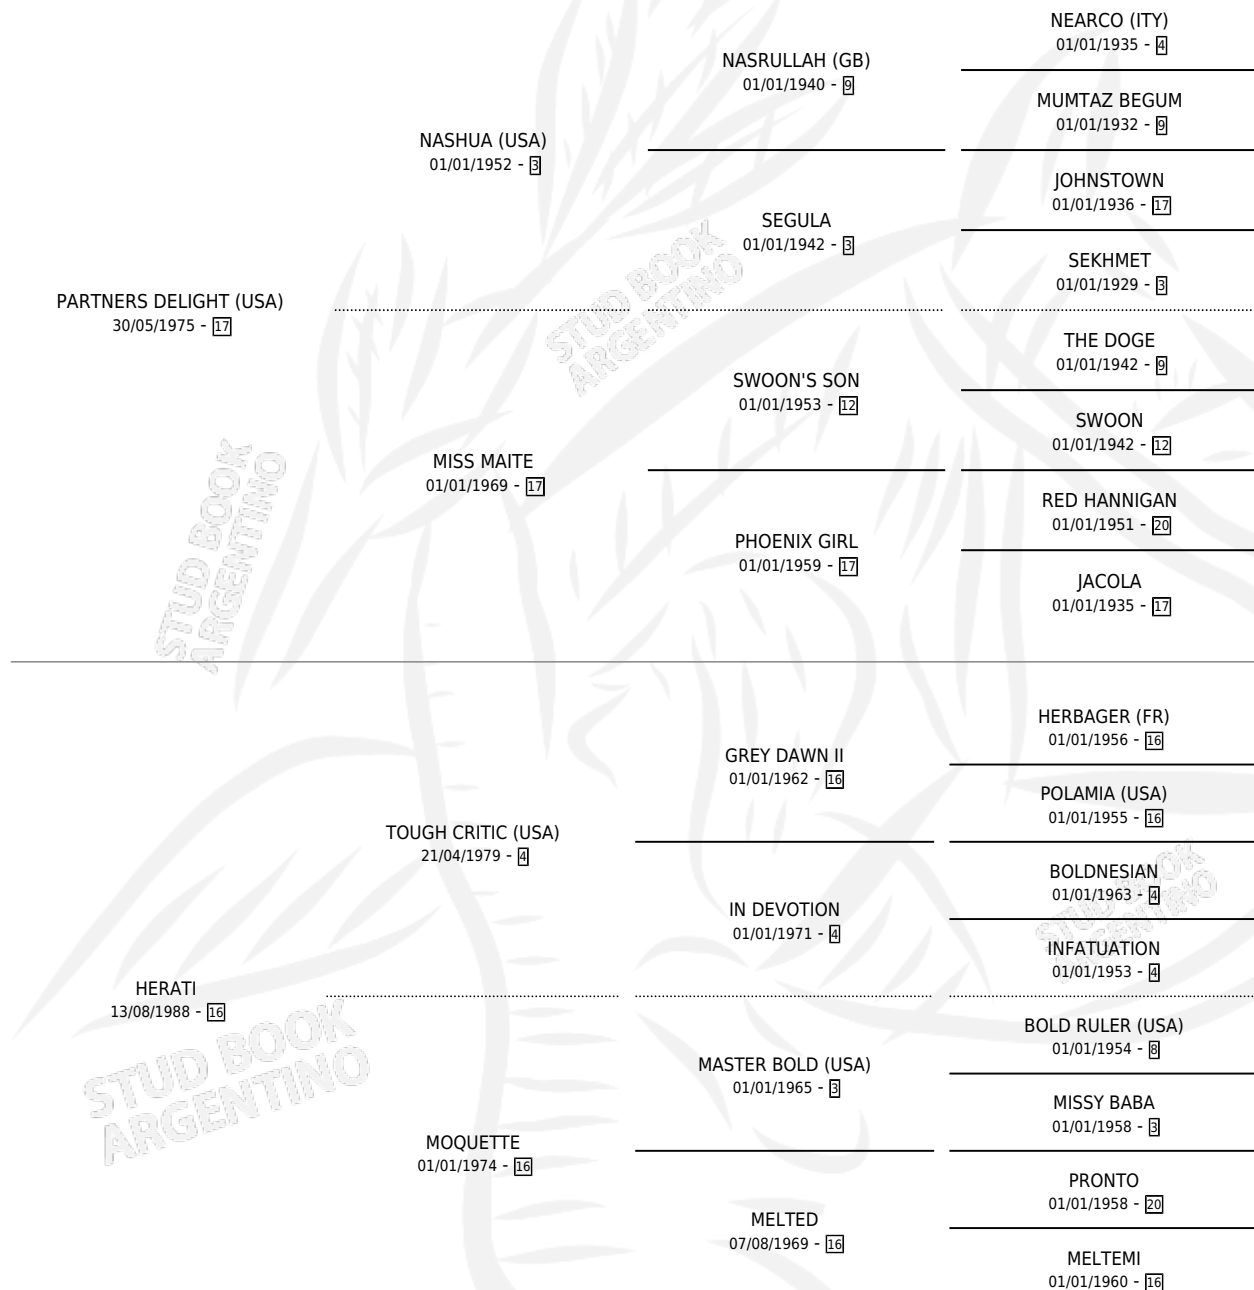 NEARCO (ITY)
01/01/1935 - 4
NASRULLAH (GB)
01/01/1940 - 9
MUMTAZ BEGUM
01/01/1932 - 9
NASHUA (USA)
01/01/1952 - 3
JOHNSTOWN
01/01/1936 - 17
SEGULA
01/01/1942 - 3
SEKHMET
01/01/1929 - 3
PARTNERS DELIGHT (USA)
30/05/1975 - 17
THE DOGE
01/01/1942 - 9
SWOON'S SON
01/01/1953 - 12
SWOON
01/01/1942 - 12
MISS MAITE
01/01/1969 - 17
RED HANNIGAN
01/01/1951 - 20
PHOENIX GIRL
01/01/1959 - 17
JACOLA
01/01/1935 - 17
HERBAGER (FR)
01/01/1956 - 16
GREY DAWN II
01/01/1962 - 16
POLAMIA (USA)
01/01/1955 - 16
TOUGH CRITIC (USA)
21/04/1979 - 4
BOLDNESIAN
01/01/1963 - 4
IN DEVOTION
01/01/1971 - 4
INFATUATION
01/01/1953 - 4
HERATI
13/08/1988 - 16
BOLD RULER (USA)
01/01/1954 - 8
MASTER BOLD (USA)
01/01/1965 - 3
MISSY BABA
01/01/1958 - 3
MOQUETTE
01/01/1974 - 16
PRONTO
01/01/1958 - 20
MELTED
07/08/1969 - 16
MELTEMI
01/01/1960 - 16
STUD BOOK
ARGENTINO
STUD BOOK
ARGENTINO
STUD BOOK
ARGENTINO
STUD BOOK
ARGENTINO